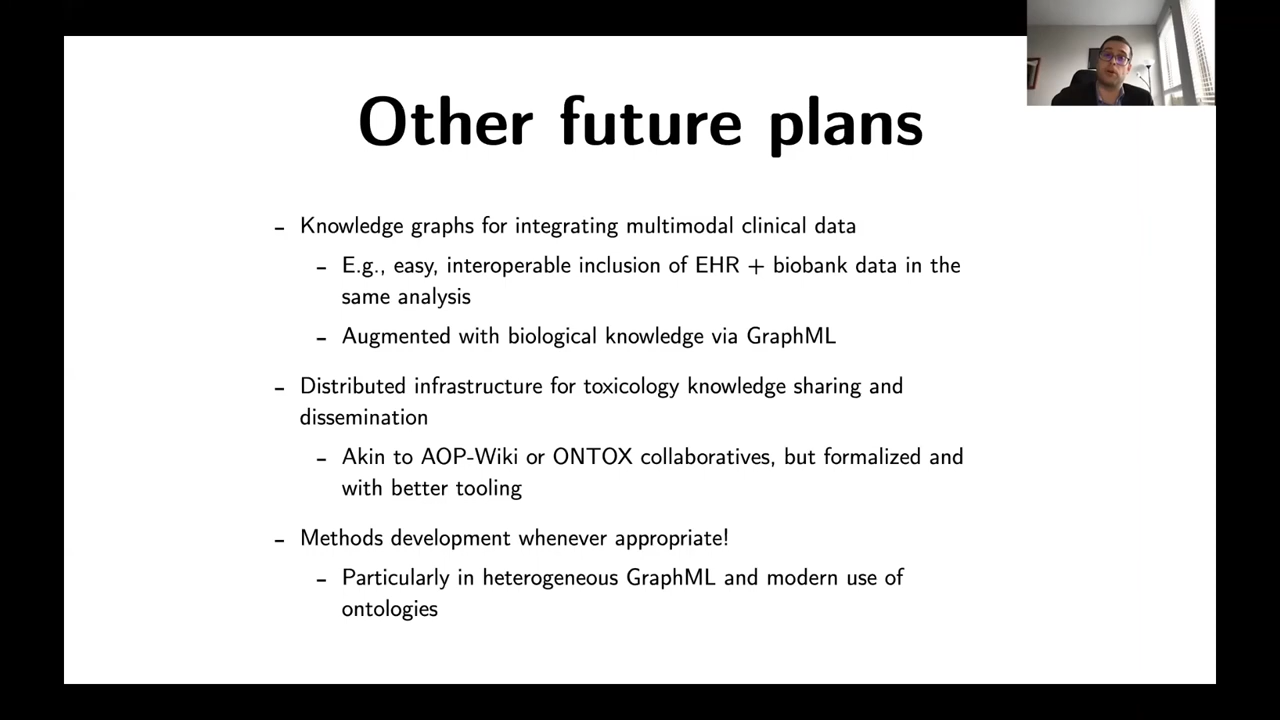 Other future plans
- Knowledge graphs for integrating multimodal clinical data
- E.g., easy, interoperable inclusion of EHR + biobank data in the
same analysis
- Augmented with biological knowledge via GraphML
- Distributed infrastructure for toxicology knowledge sharing and
dissemination
- Akin to AOP-Wiki or ONTOX collaboratives, but formalized and
with better tooling
- Methods development whenever appropriate!
- Particularly in heterogeneous GraphML and modern use of
ontologies